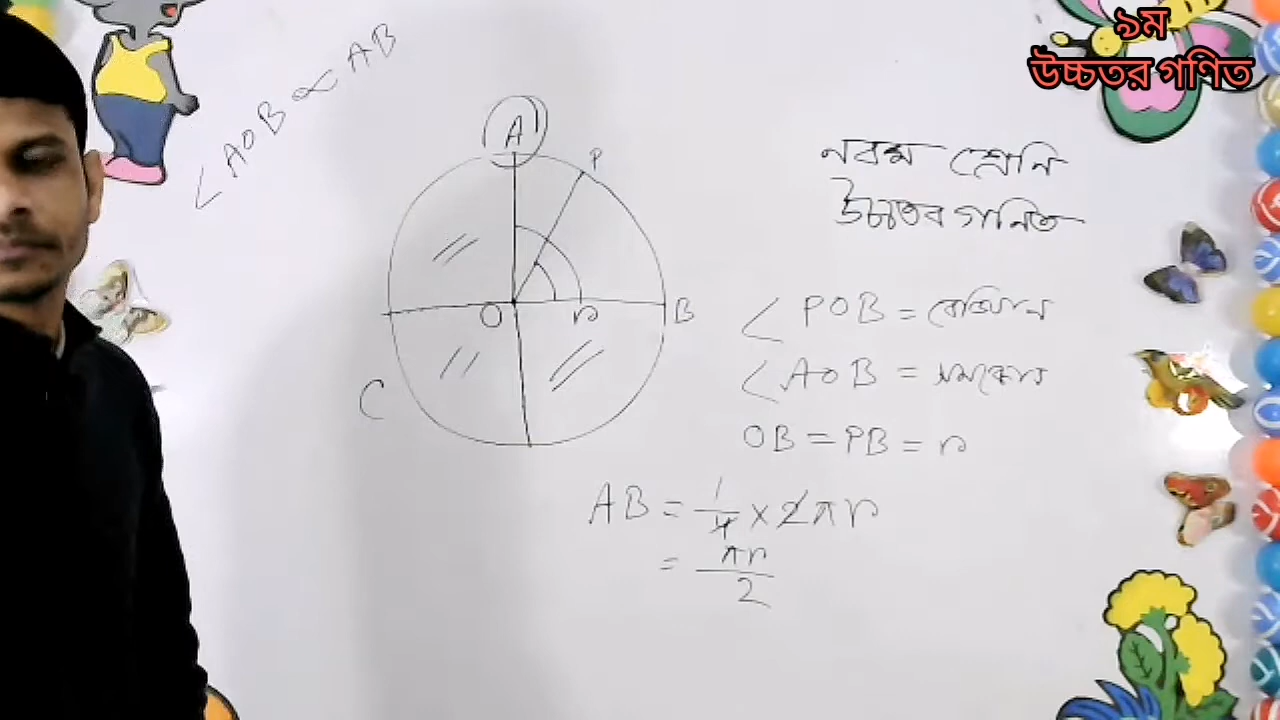 ৯ম
উচ্চতর গণিত
<AOB ∝ AB
A
P
O
r
B
C
নবম শ্রেনি
উচ্চতর গণিত
<POB = রেডিয়ান
<AOB = সমকোন
OB = PB = r
AB = 1/4 × 2πr
= πr/2